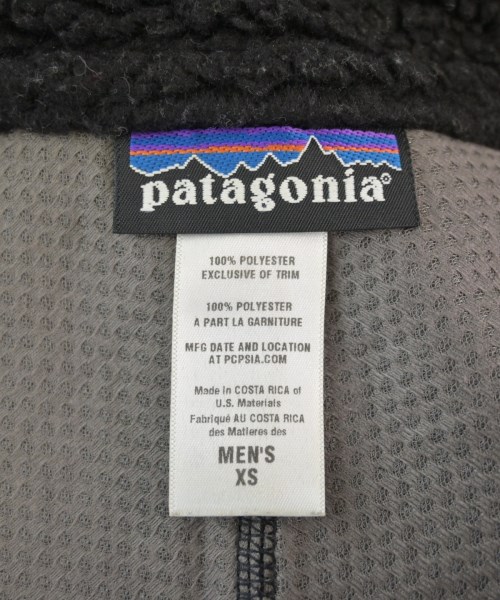 patagonia®
100% POLYESTER
EXCLUSIVE OF TRIM
100% POLYESTER
A PART LA GARNITURE
MFG DATE AND LOCATION
AT PCPSIA.COM
Made in COSTA RICA of
U.S. Materials
Fabriqué AU COSTA RICA
des Matieres des
MEN'S
XS